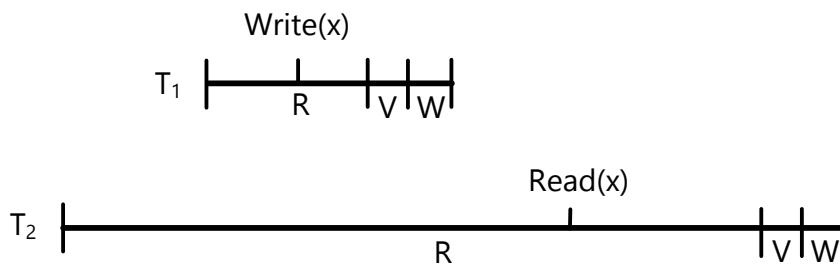 Write(x)
T₁
R V W
Read(x)
T₂
R V W